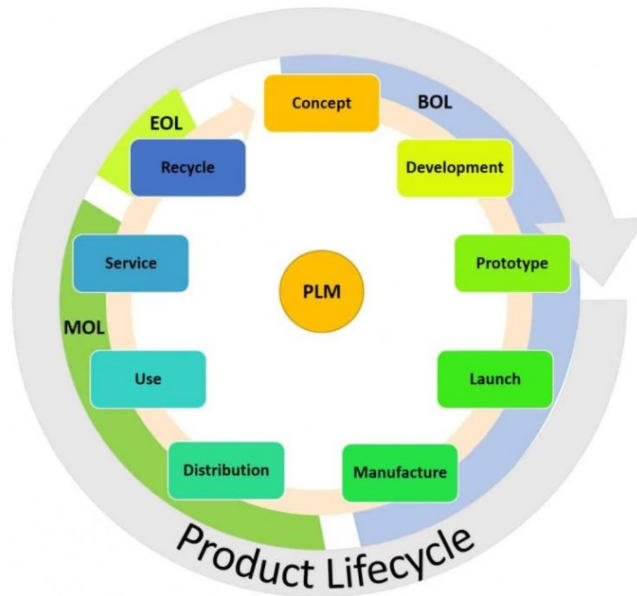 Concept
BOL
Development
Prototype
Launch
Manufacture
Distribution
Use
MOL
Service
Recycle
EOL
PLM
Product Lifecycle